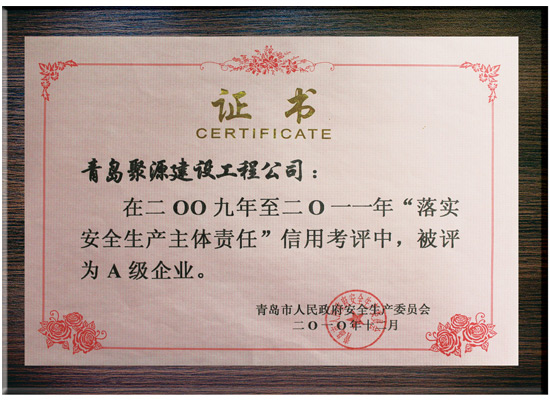 证书
CERTIFICATE
青岛聚源建设工程公司：
在二OO九年至二O一一年“落实
安全生产主体责任”信用考评中，被评
为A级企业。
青岛市人民政府安全生产委员会
二〇一〇年十二月